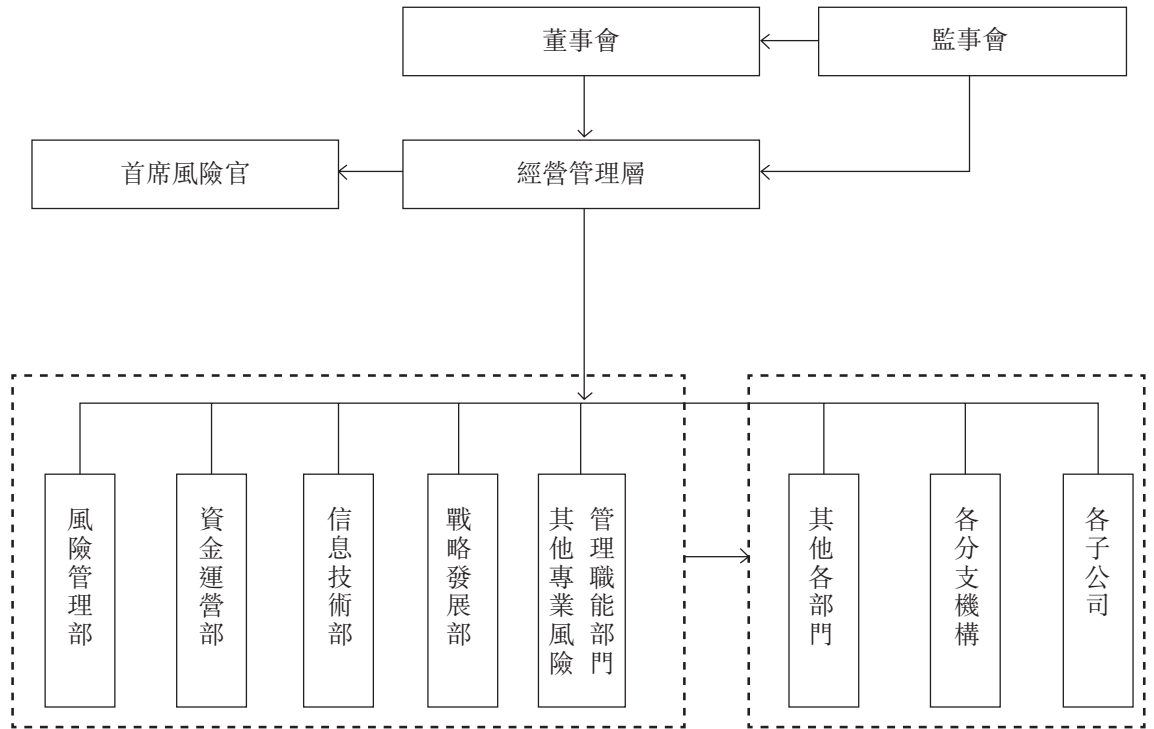 董事會
監事會
首席風險官
經營管理層
風險管理部
資金運營部
信息技術部
戰略發展部
其他專業風險
管理職能部門
其他各部門
各分支機構
各子公司